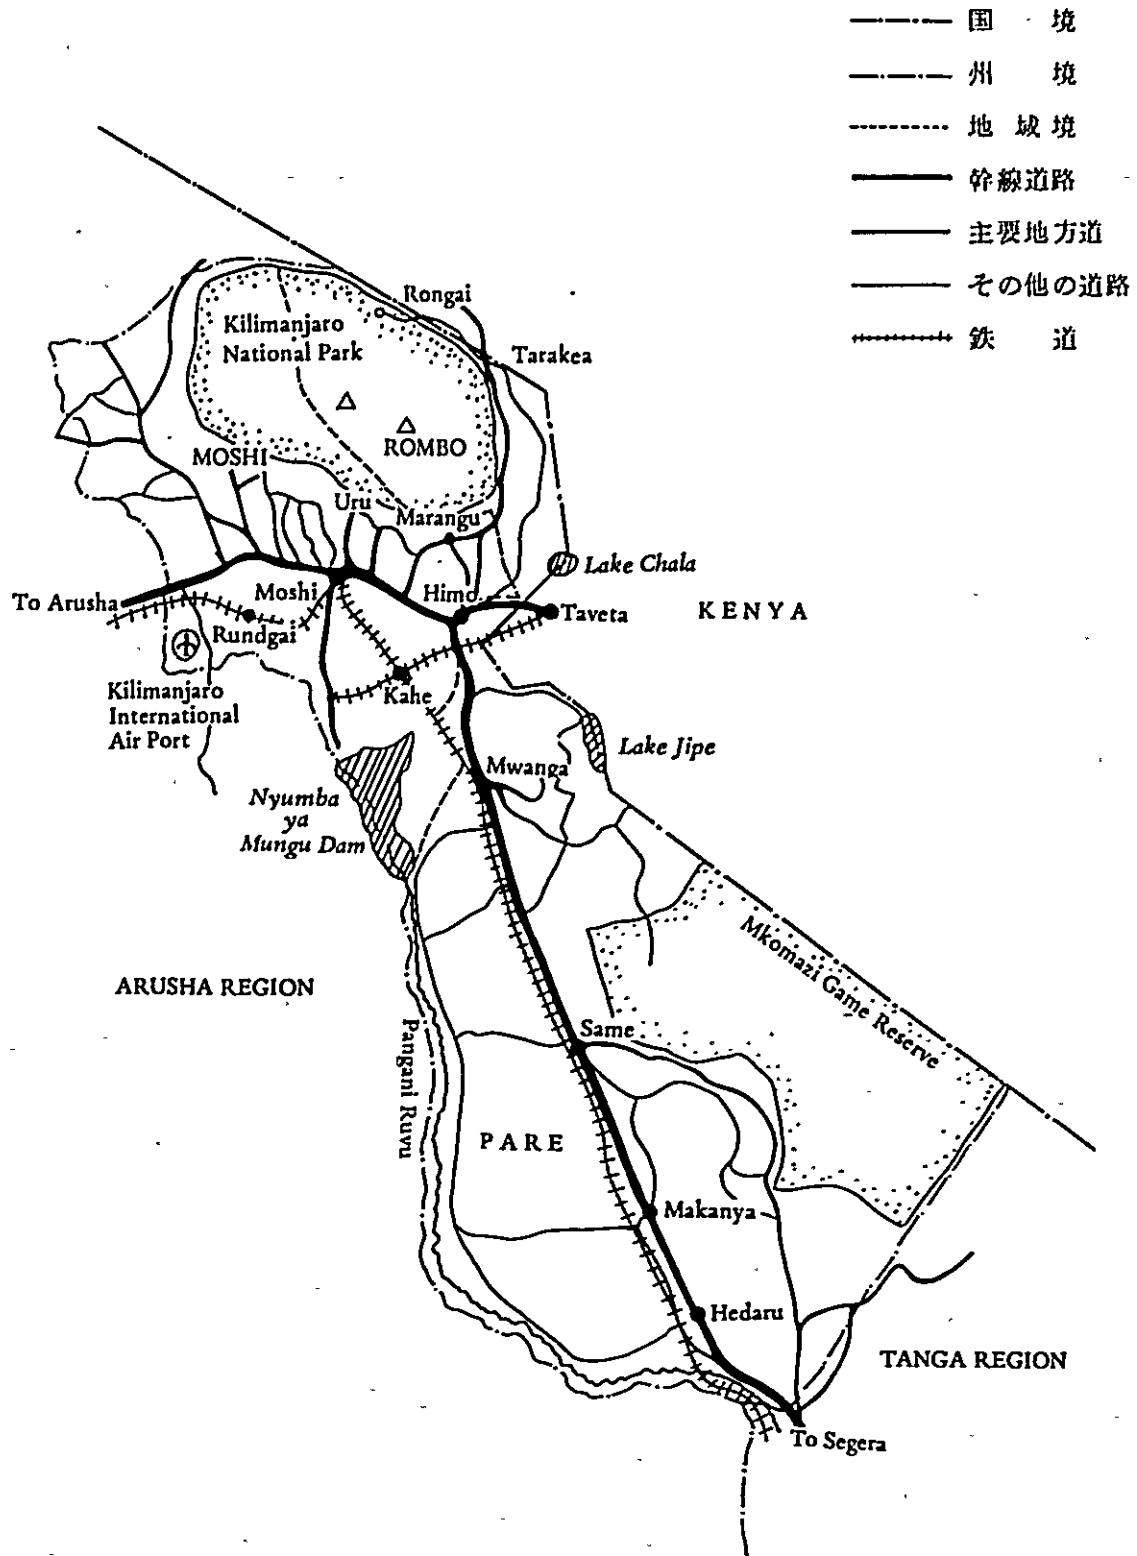 国 境
州 境
地 域 境
幹線道路
主要地方道
その他の道路
鉄 道
Rongai
Kilimanjaro
National Park
Tarakea
ROMBO
MOSHI
Uru
Marangu
Lake Chala
To Arusha
Moshi
Himo
Taveta
KENYA
Rundgai
Kahe
Kilimanjaro
International
Air Port
Lake Jipe
Mwanga
Nyumba
ya
Mungu Dam
Mkomazi Game Reserve
ARUSHA REGION
Same
Pangani Ruvu
PARE
Makanya
Hedaru
TANGA REGION
To Segera